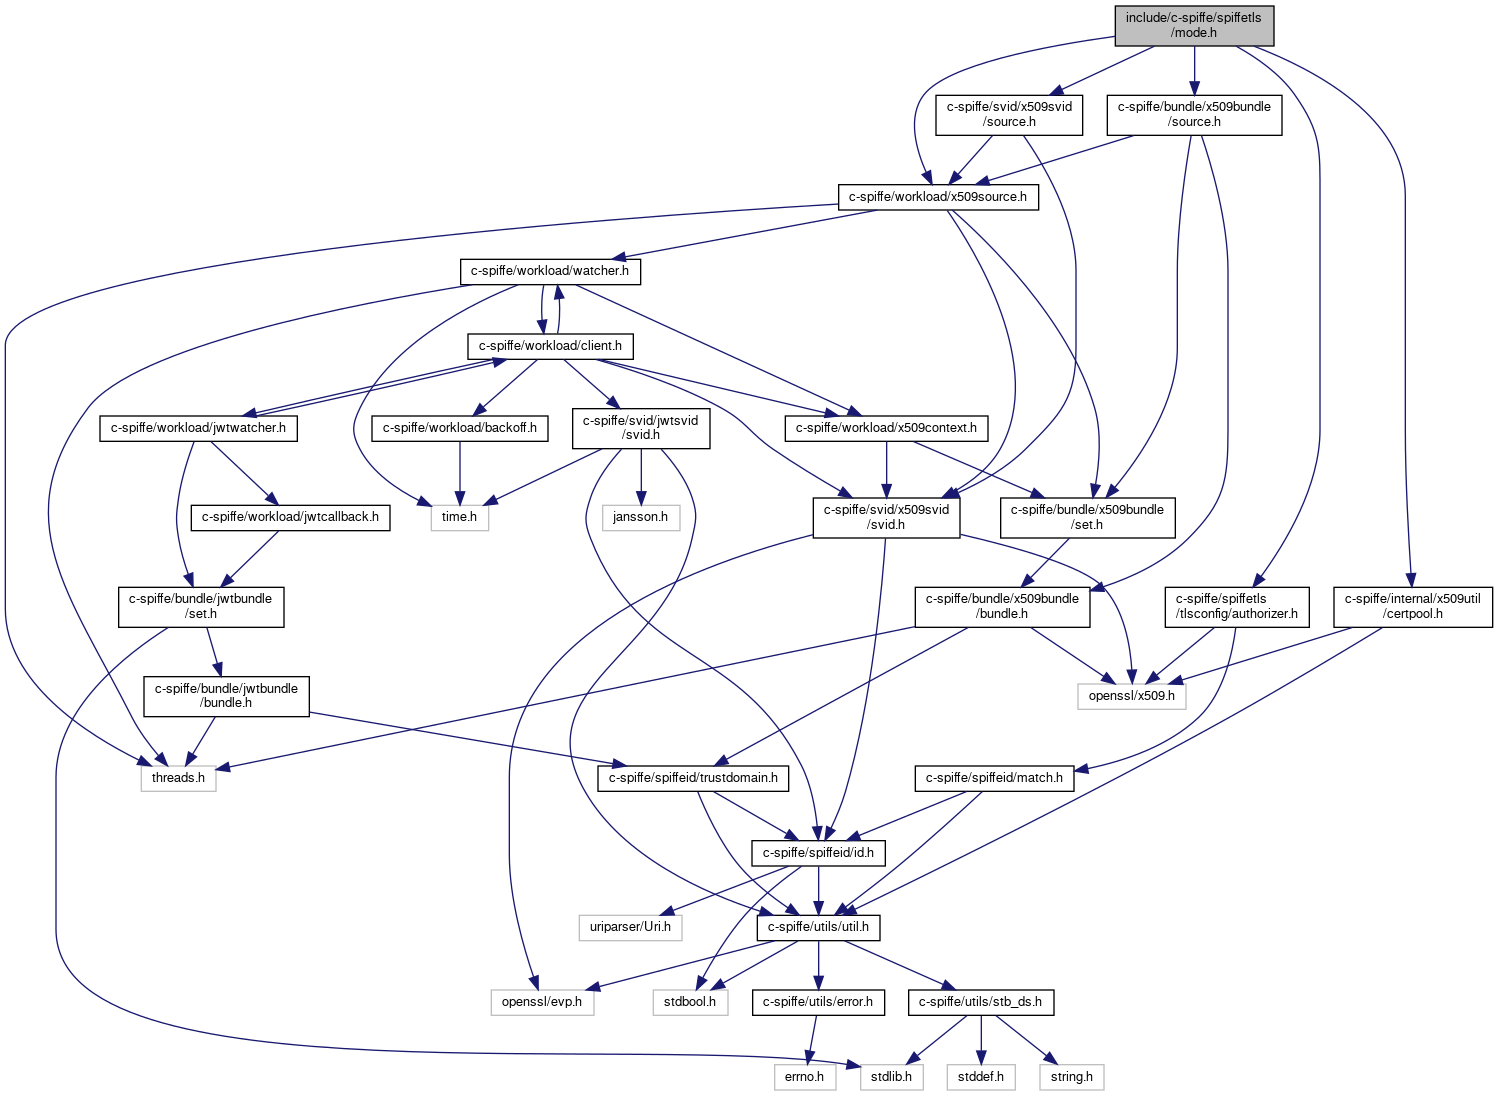 include/c-spiffe/spiffetls
/mode.h
c-spiffe/svid/x509svid
/source.h
c-spiffe/bundle/x509bundle
/source.h
c-spiffe/workload/x509source.h
c-spiffe/workload/watcher.h
c-spiffe/workload/client.h
c-spiffe/workload/jwtwatcher.h
c-spiffe/workload/backoff.h
c-spiffe/svid/jwtsvid
/svid.h
c-spiffe/workload/x509context.h
c-spiffe/workload/jwtcallback.h
time.h
jansson.h
c-spiffe/svid/x509svid
/svid.h
c-spiffe/bundle/x509bundle
/set.h
c-spiffe/bundle/jwtbundle
/set.h
c-spiffe/bundle/x509bundle
/bundle.h
c-spiffe/spiffetls
/tlsconfig/authorizer.h
c-spiffe/internal/x509util
/certpool.h
c-spiffe/bundle/jwtbundle
/bundle.h
openssl/x509.h
threads.h
c-spiffe/spiffeid/trustdomain.h
c-spiffe/spiffeid/match.h
c-spiffe/spiffeid/id.h
uriparser/Uri.h
c-spiffe/utils/util.h
openssl/evp.h
stdbool.h
c-spiffe/utils/error.h
c-spiffe/utils/stb_ds.h
errno.h
stdlib.h
stddef.h
string.h